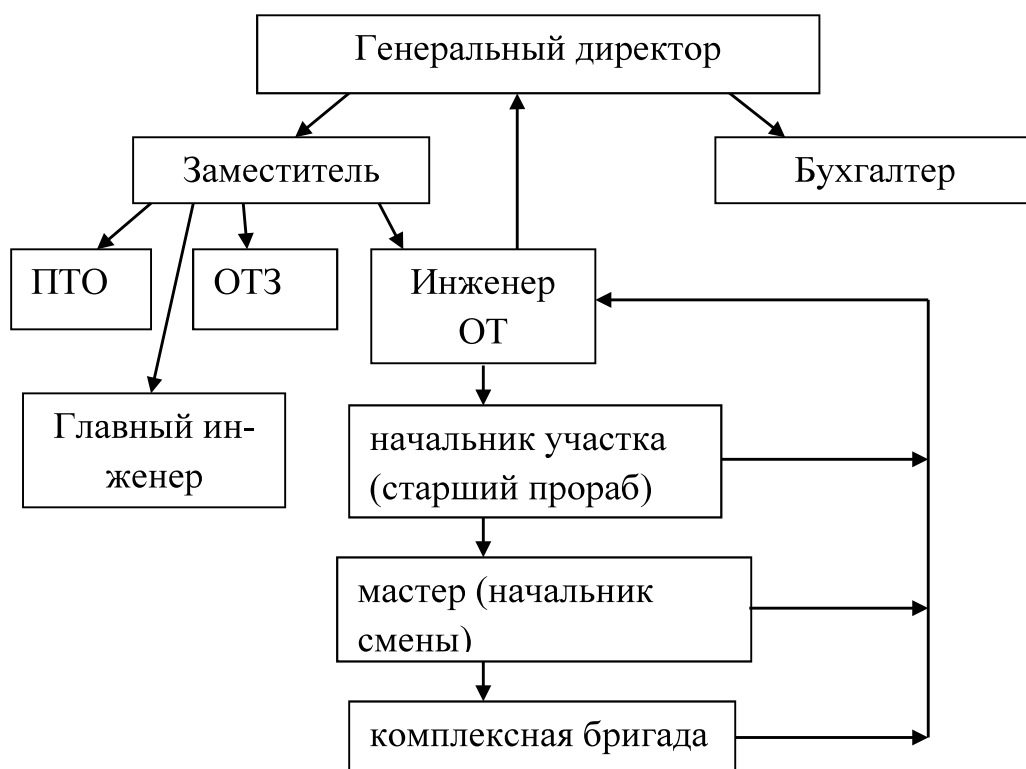 Генеральный директор
Заместитель
Бухгалтер
ПТО
ОТЗ
Инженер
ОТ
Главный ин-
женер
начальник участка
(старший прораб)
мастер (начальник
смены)
комплексная бригада